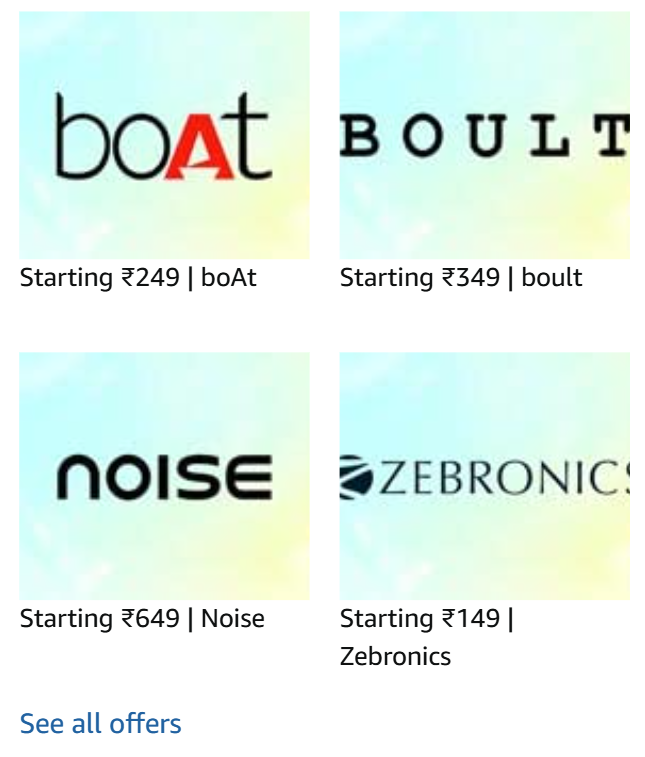 boAt
BOULT
Starting ₹249 | boAt
Starting ₹349 | boult
noise
ZEBRONICS
Starting ₹649 | Noise
Starting ₹149 |
Zebronics
See all offers